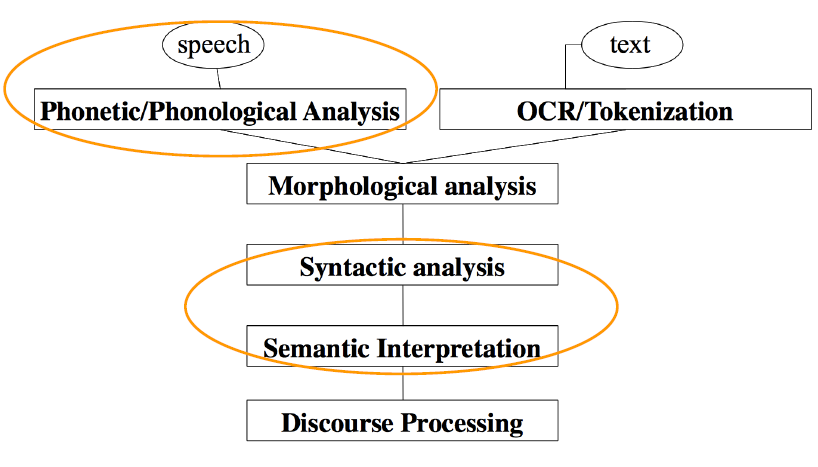 speech
text
Phonetic/Phonological Analysis
OCR/Tokenization
Morphological analysis
Syntactic analysis
Semantic Interpretation
Discourse Processing